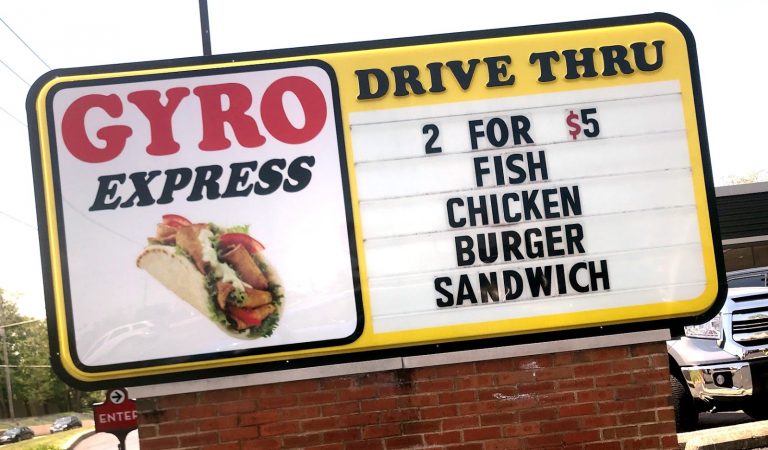 GYRO
EXPRESS
DRIVE THRU
2 FOR $5
FISH
CHICKEN
BURGER
SANDWICH
ENTER